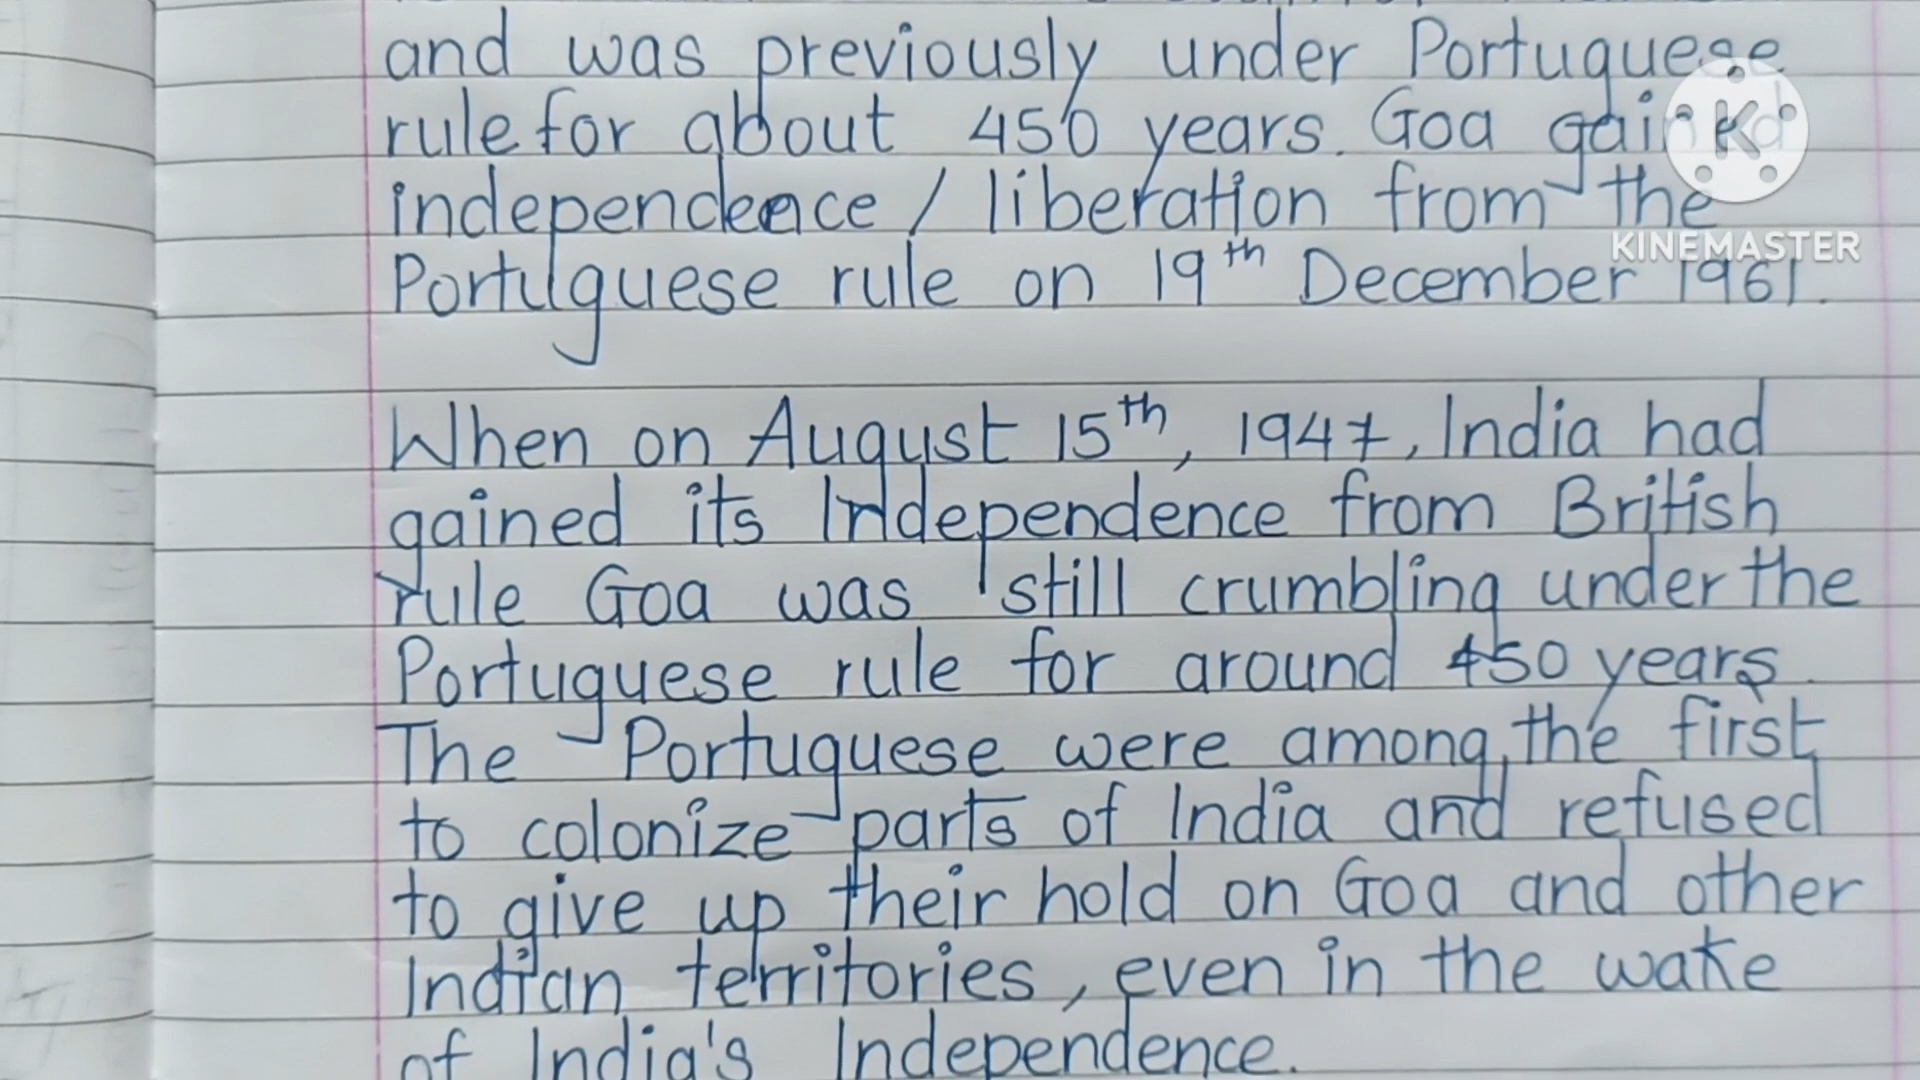 and was previously under Portuguese
rule for about 450 years. Goa gained
independence / liberation from the
Portuguese rule on 19th December 1961.
KINEMASTER
When on August 15th, 1947, India had
gained its Independence from British
rule Goa was still crumbling under the
Portuguese rule for around 450 years.
The Portuguese were among the first
to colonize parts of India and refused
to give up their hold on Goa and other
Indian territories, even in the wake
of India's Independence.